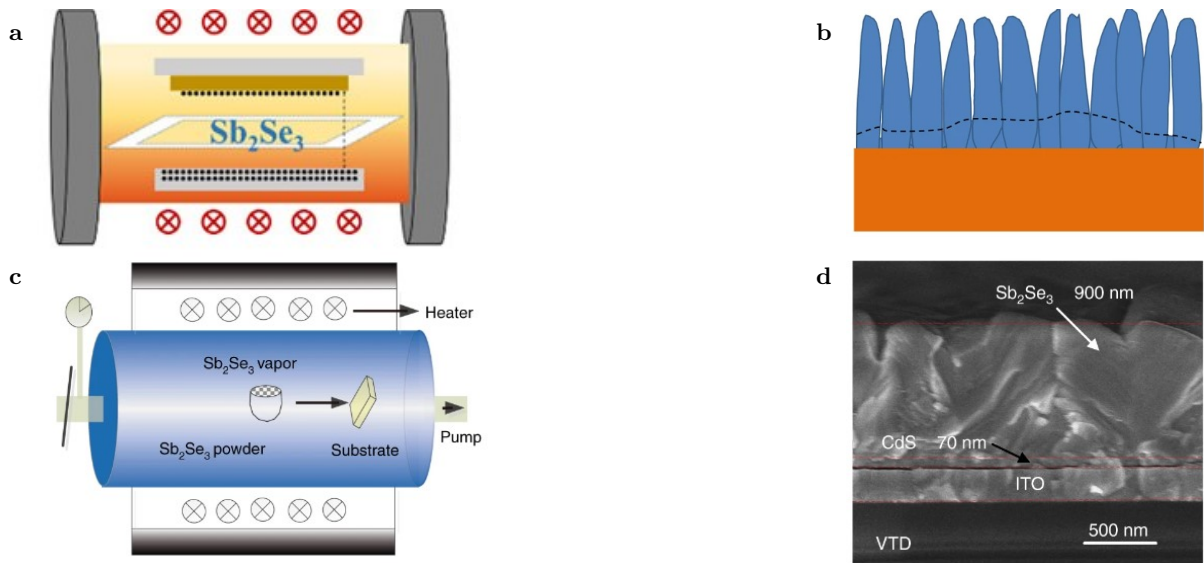 a
Sb₂Se₃
b
c
Heater
Sb₂Se₃ vapor
Sb₂Se₃ powder
Substrate
Pump
d
Sb₂Se₃ 900 nm
CdS 70 nm
ITO
VTD
500 nm